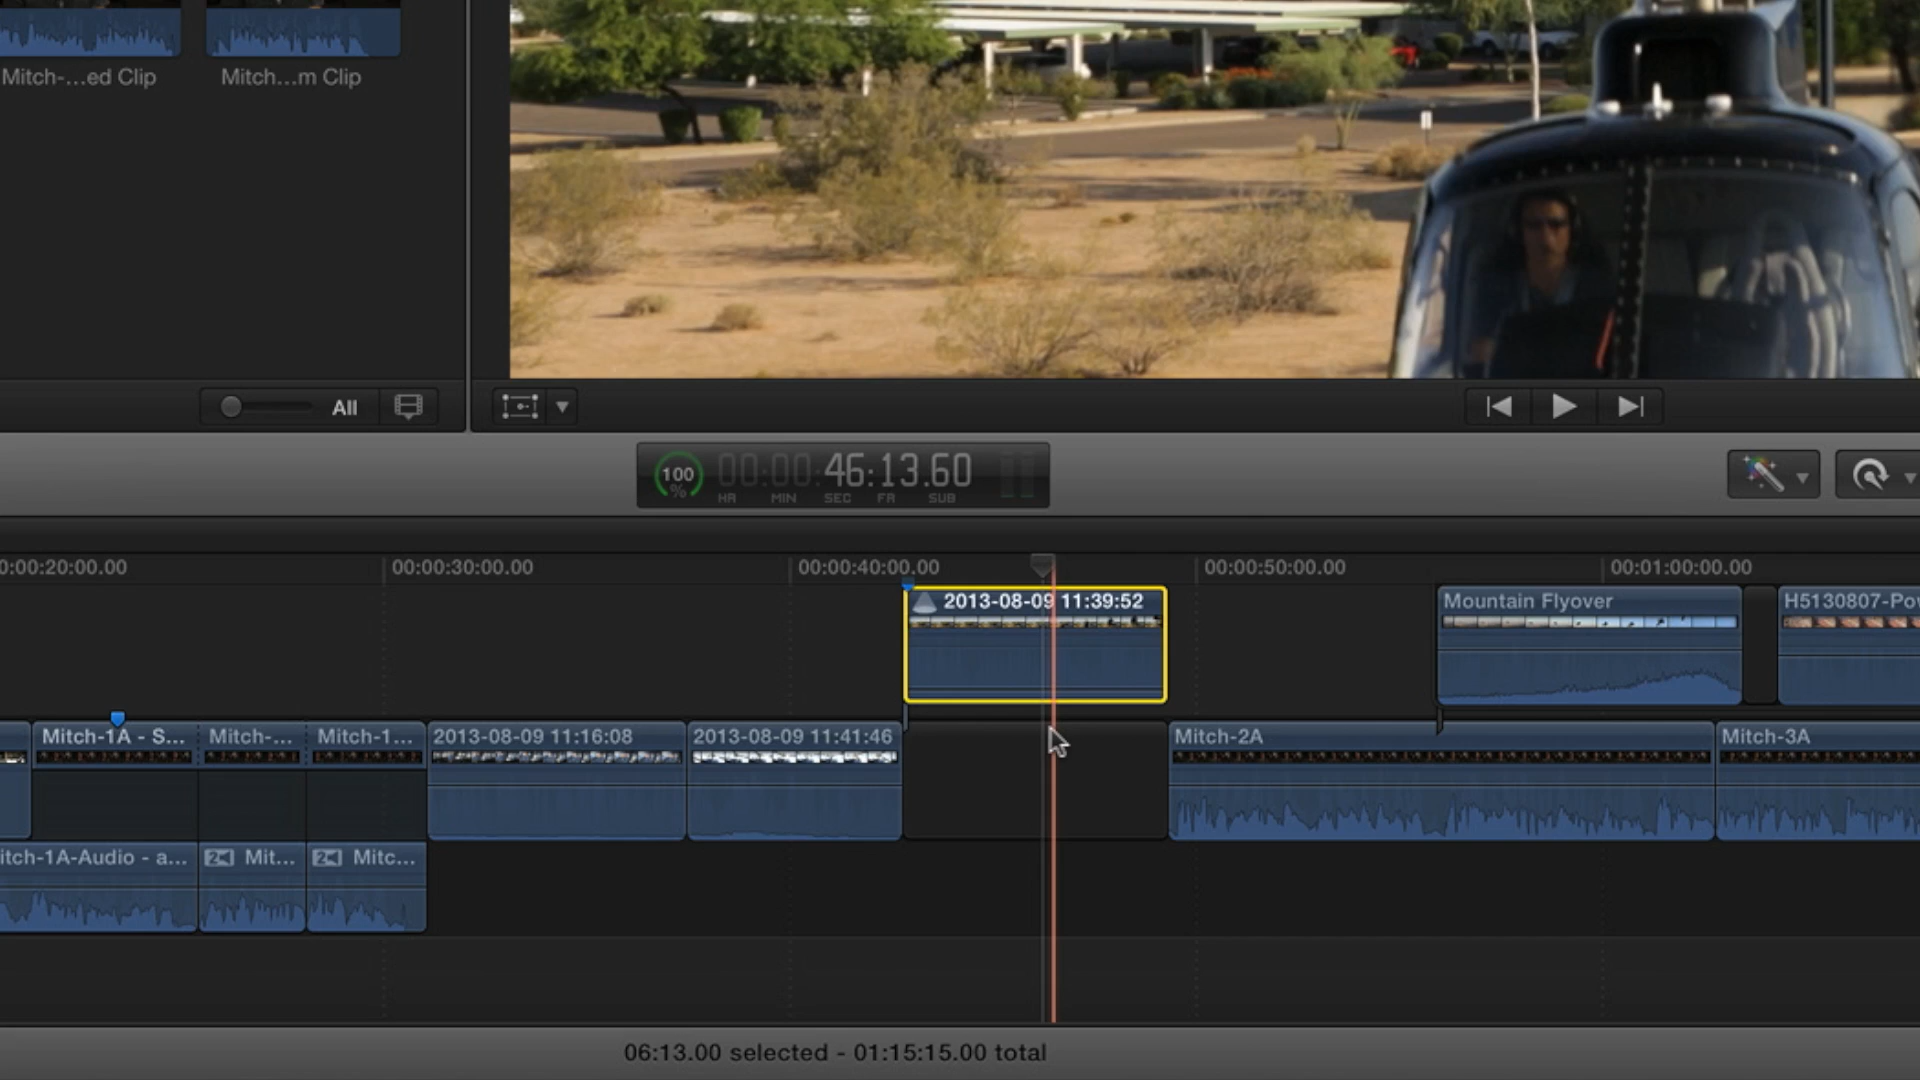 Mitch-...ed Clip
Mitch...m Clip
All
100
%
00:00:46:13.60
HR MIN SEC FR SUB
0:00:20:00.00
00:00:30:00.00
00:00:40:00.00
00:00:50:00.00
00:01:00:00.00
2013-08-09 11:39:52
Mountain Flyover
H5130807-Po
Mitch-1A - S...
Mitch-...
Mitch-1...
2013-08-09 11:16:08
2013-08-09 11:41:46
Mitch-2A
Mitch-3A
itch-1A-Audio - a...
2 Mit...
2 Mitc...
06:13.00 selected - 01:15:15.00 total